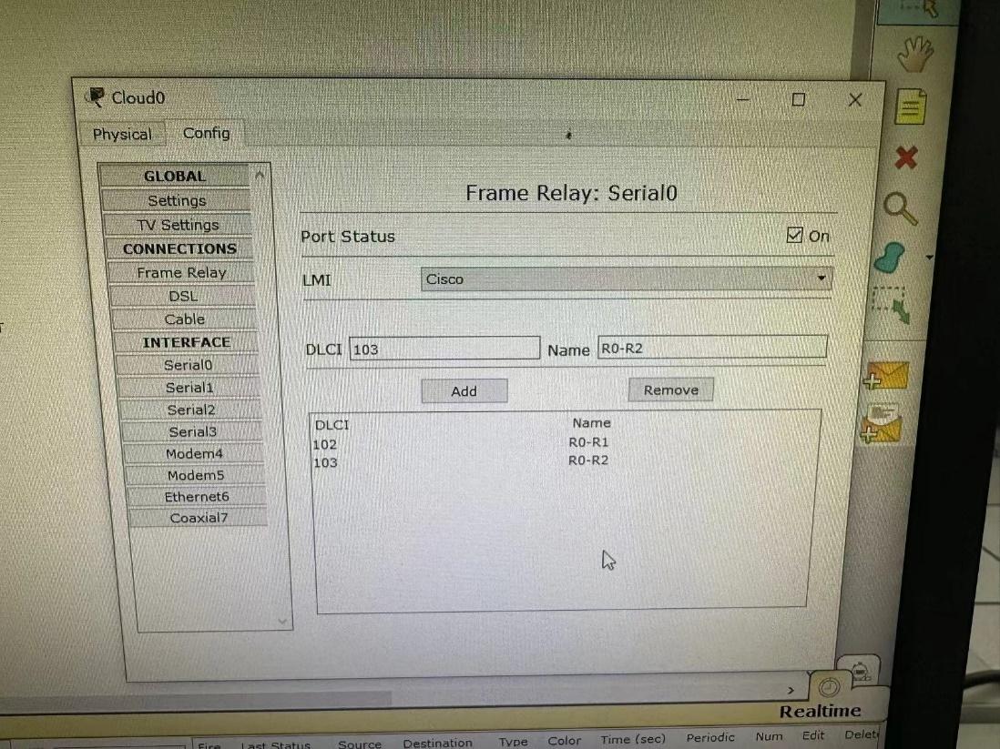 Cloud0
Physical Config
GLOBAL
Settings
TV Settings
CONNECTIONS
Frame Relay
DSL
Cable
INTERFACE
Serial0
Serial1
Serial2
Serial3
Modem4
Modem5
Ethernet6
Coaxial7
Frame Relay: Serial0
Port Status On
LMI Cisco
DLCI 103 Name R0-R2
Add Remove
DLCI Name
102 R0-R1
103 R0-R2
Realtime
Fire Last Status Source Destination Type Color Time (sec) Periodic Num Edit Delete